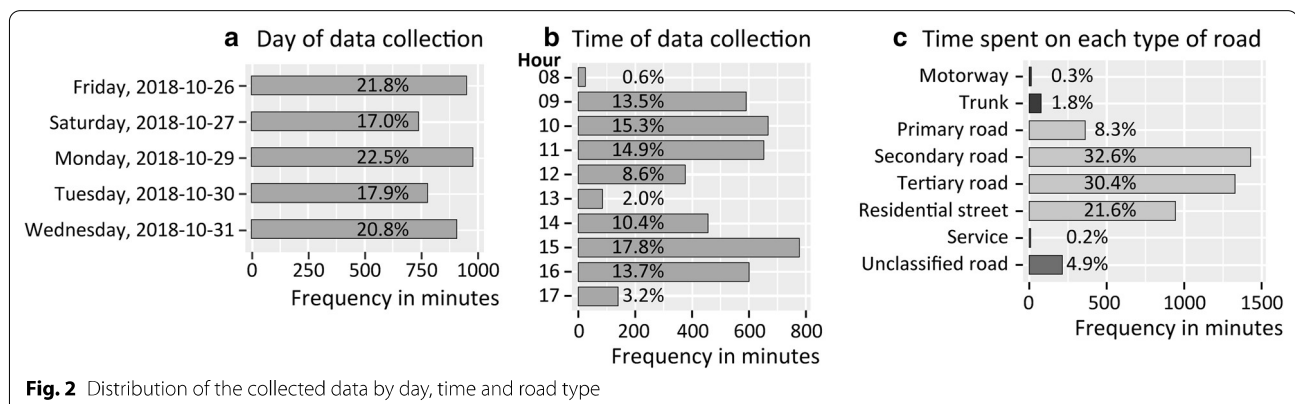 a Day of data collection
Friday, 2018-10-26 21.8%
Saturday, 2018-10-27 17.0%
Monday, 2018-10-29 22.5%
Tuesday, 2018-10-30 17.9%
Wednesday, 2018-10-31 20.8%
0 250 500 750 1000
Frequency in minutes
b Time of data collection
Hour
08 0.6%
09 13.5%
10 15.3%
11 14.9%
12 8.6%
13 2.0%
14 10.4%
15 17.8%
16 13.7%
17 3.2%
0 200 400 600 800
Frequency in minutes
c Time spent on each type of road
Motorway 0.3%
Trunk 1.8%
Primary road 8.3%
Secondary road 32.6%
Tertiary road 30.4%
Residential street 21.6%
Service 0.2%
Unclassified road 4.9%
0 500 1000 1500
Frequency in minutes
Fig. 2 Distribution of the collected data by day, time and road type